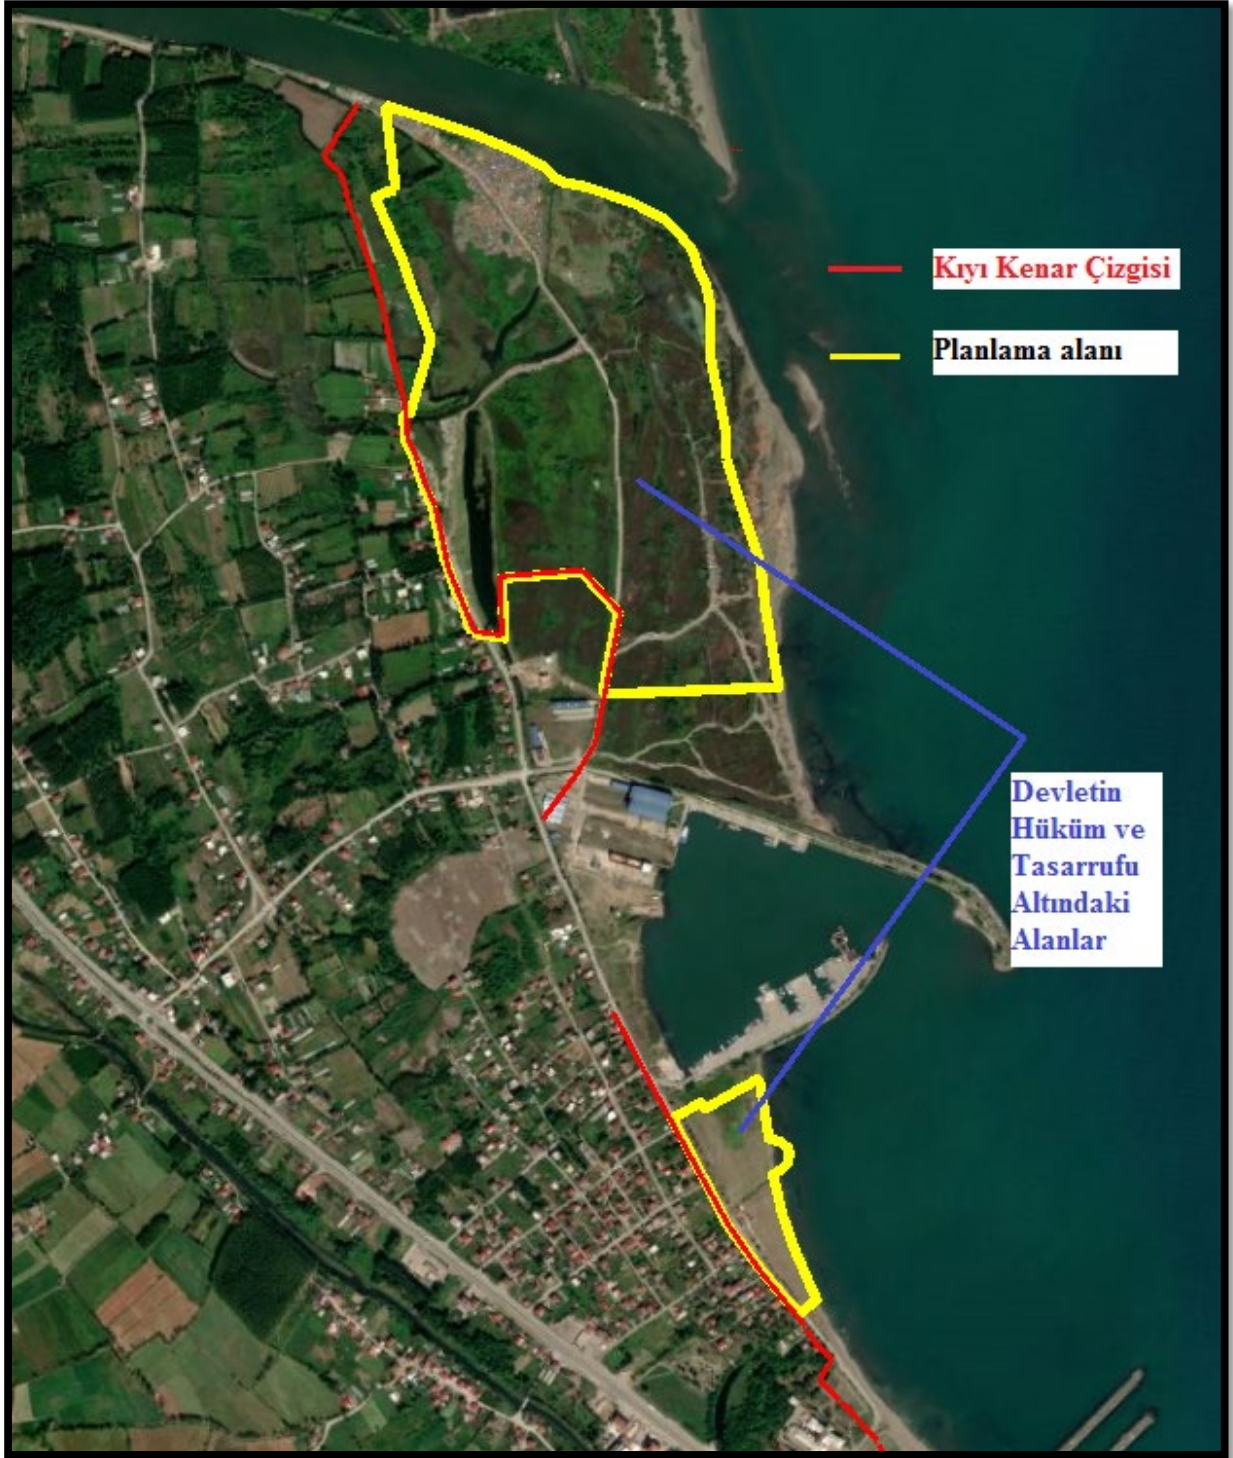 Kıyı Kenar Çizgisi
Planlama alanı
Devletin
Hüküm ve
Tasarrufu
Altındaki
Alanlar